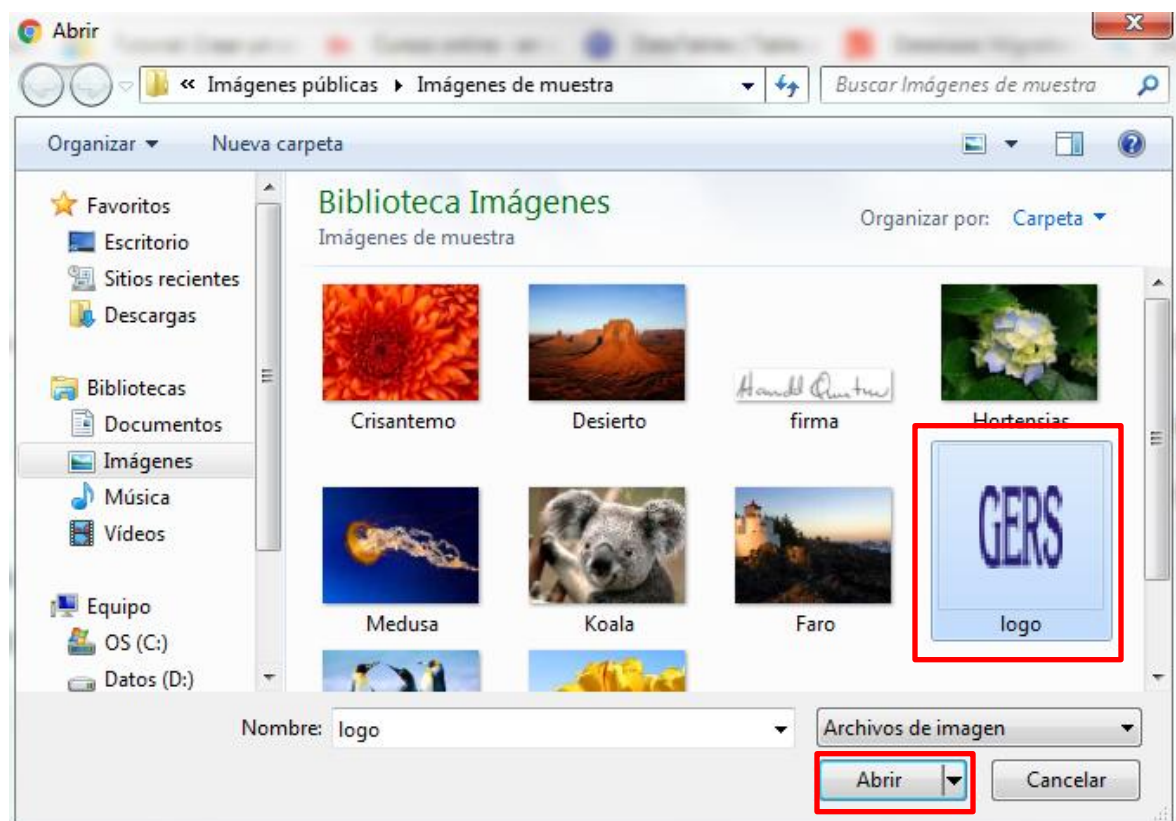 Abrir
« Imágenes públicas ▸ Imágenes de muestra
Buscar Imágenes de muestra
Organizar
Nueva carpeta
Favoritos
Escritorio
Sitios recientes
Descargas
Bibliotecas
Documentos
Imágenes
Música
Vídeos
Equipo
OS (C:)
Datos (D:)
Biblioteca Imágenes
Imágenes de muestra
Organizar por: Carpeta
Crisantemo
Desierto
firma
Hortensias
GERS
Medusa
Koala
Faro
logo
Nombre: logo
Archivos de imagen
Abrir
Cancelar